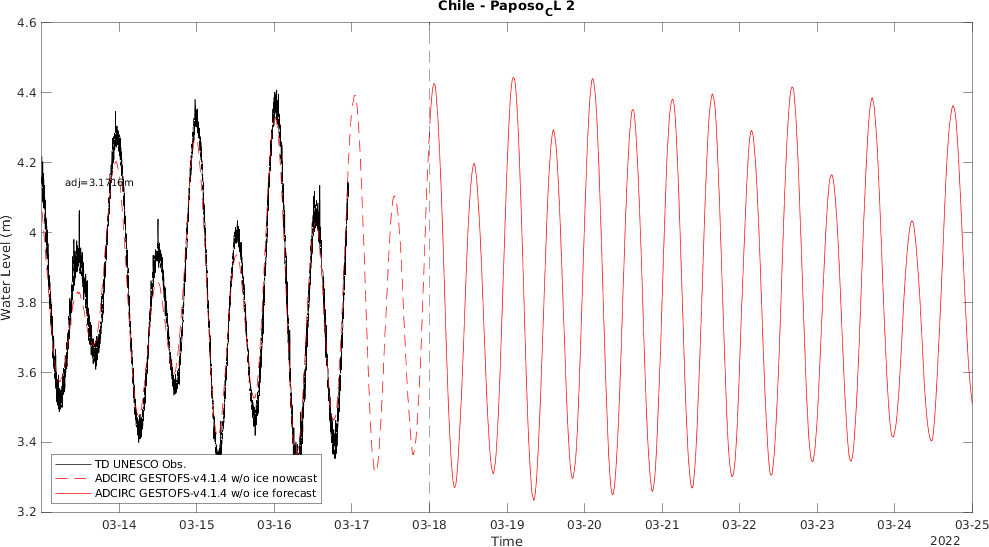 Chile - Paposo_CL 2
4.6
4.4
4.2
4
3.8
3.6
3.4
3.2
Water Level (m)
adj=3.1716m
TD UNESCO Obs.
ADCIRC GESTOFS-v4.1.4 w/o ice nowcast
ADCIRC GESTOFS-v4.1.4 w/o ice forecast
03-14 03-15 03-16 03-17 03-18 03-19 03-20 03-21 03-22 03-23 03-24 03-25
Time
2022